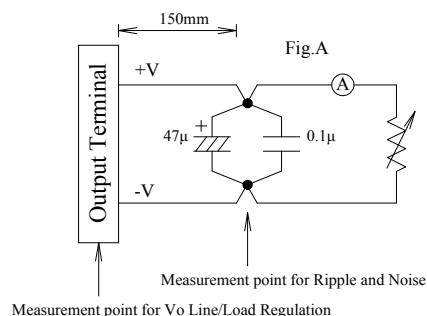 150mm
Fig.A
+V
A
Output Terminal
47μ
+
0.1μ
-V
Measurement point for Ripple and Noise
Measurement point for Vo Line/Load Regulation